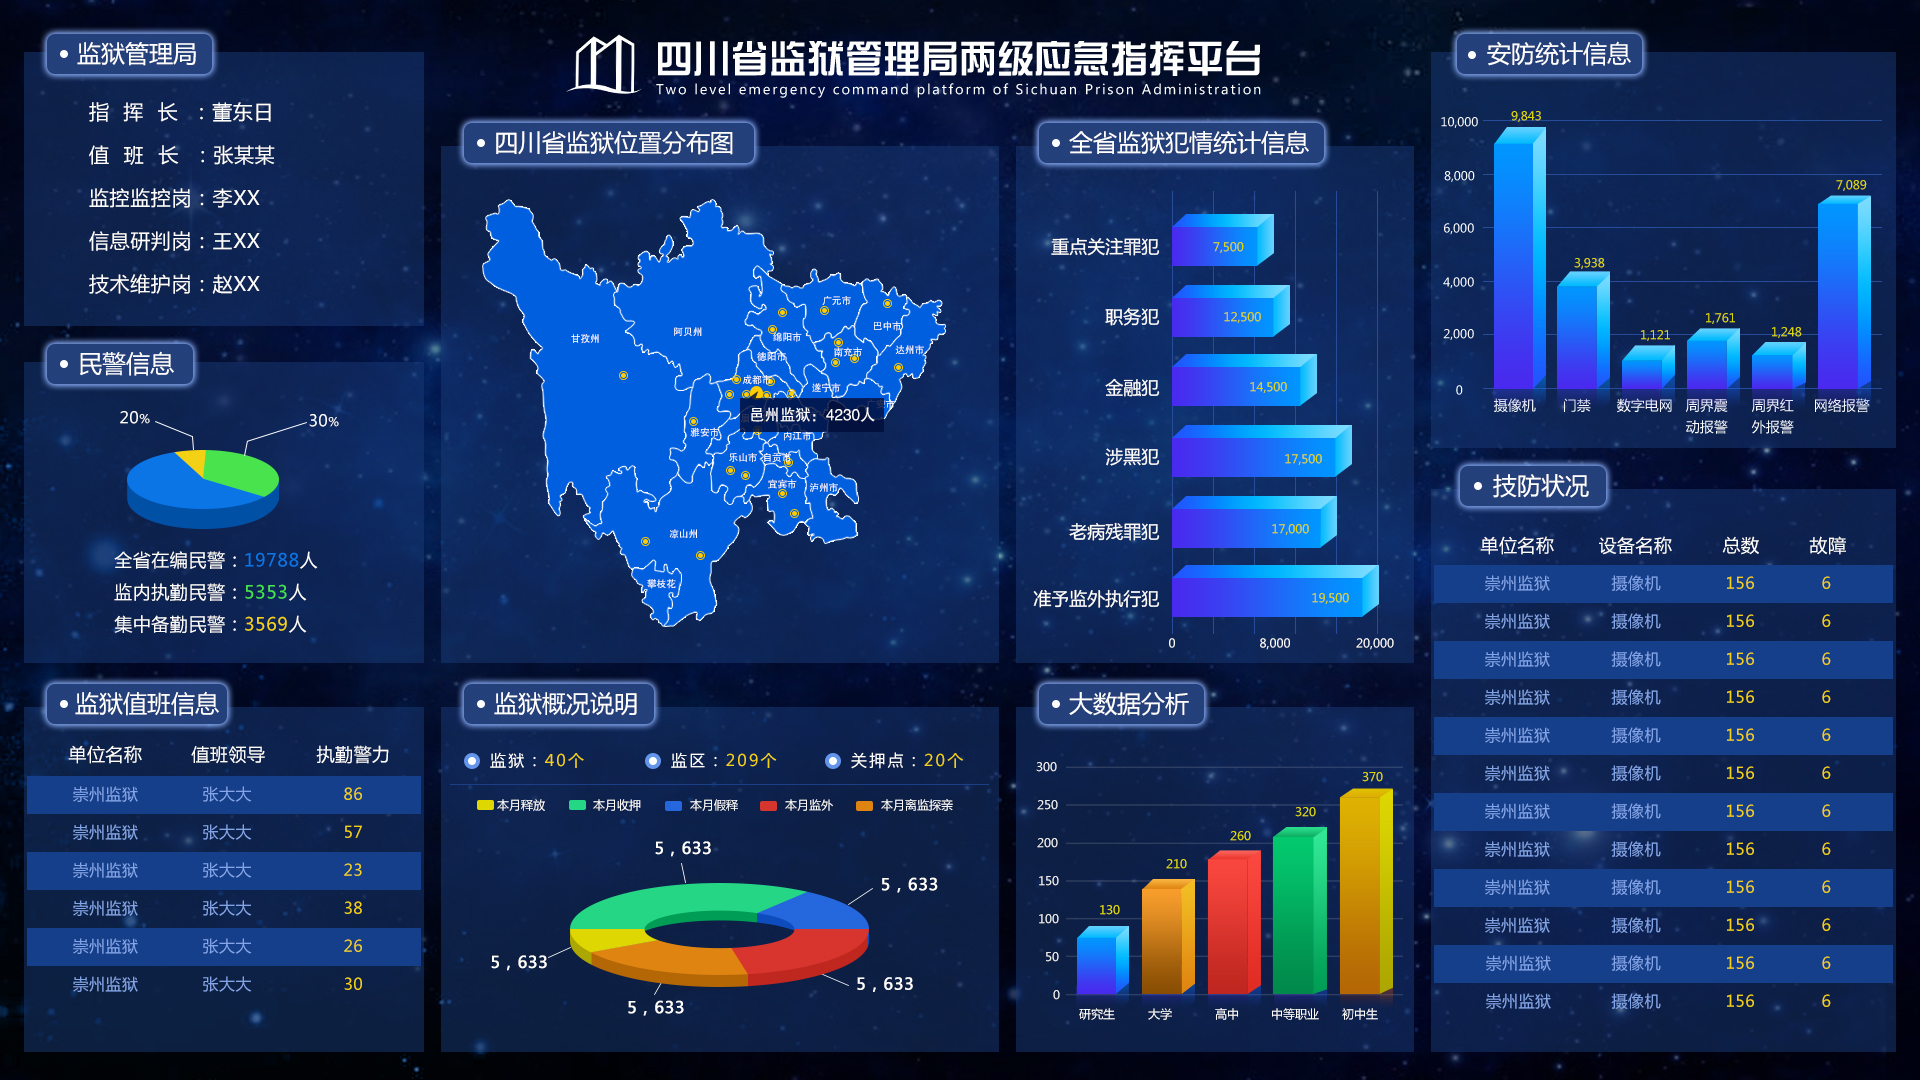 四川省监狱管理局两级应急指挥平台
Two level emergency command platform of Sichuan Prison Administration
监狱管理局
指 挥 长 ：董东日
值 班 长 ：张某某
监控监控岗：李XX
信息研判岗：王XX
技术维护岗：赵XX
民警信息
20%
30%
全省在编民警：19788人
监内执勤民警：5353人
集中备勤民警：3569人
监狱值班信息
单位名称 值班领导 执勤警力
崇州监狱 张大大 86
崇州监狱 张大大 57
崇州监狱 张大大 23
崇州监狱 张大大 38
崇州监狱 张大大 26
崇州监狱 张大大 30
四川省监狱位置分布图
甘孜州
阿贝州
广元市
巴中市
绵阳市
南充市
达州市
德阳市
成都市
遂宁市
邑州监狱：4230人
雅安市
内江市
乐山市
自贡市
宜宾市
泸州市
凉山州
攀枝花
监狱概况说明
监狱：40个 监区：209个 关押点：20个
本月释放 本月收押 本月假释 本月监外 本月离监探亲
5,633
5,633
5,633
5,633
5,633
全省监狱犯情统计信息
重点关注罪犯 7,500
职务犯 12,500
金融犯 14,500
涉黑犯 17,500
老病残罪犯 17,000
准予监外执行犯 19,500
0 8,000 20,000
大数据分析
300
250
200
150
100
50
0
130
210
260
320
370
研究生 大学 高中 中等职业 初中生
安防统计信息
10,000
8,000
6,000
4,000
2,000
0
9,843
3,938
1,121
1,761
1,248
7,089
摄像机 门禁 数字电网 周界震动报警 周界红外报警 网络报警
技防状况
单位名称 设备名称 总数 故障
崇州监狱 摄像机 156 6
崇州监狱 摄像机 156 6
崇州监狱 摄像机 156 6
崇州监狱 摄像机 156 6
崇州监狱 摄像机 156 6
崇州监狱 摄像机 156 6
崇州监狱 摄像机 156 6
崇州监狱 摄像机 156 6
崇州监狱 摄像机 156 6
崇州监狱 摄像机 156 6
崇州监狱 摄像机 156 6
崇州监狱 摄像机 156 6